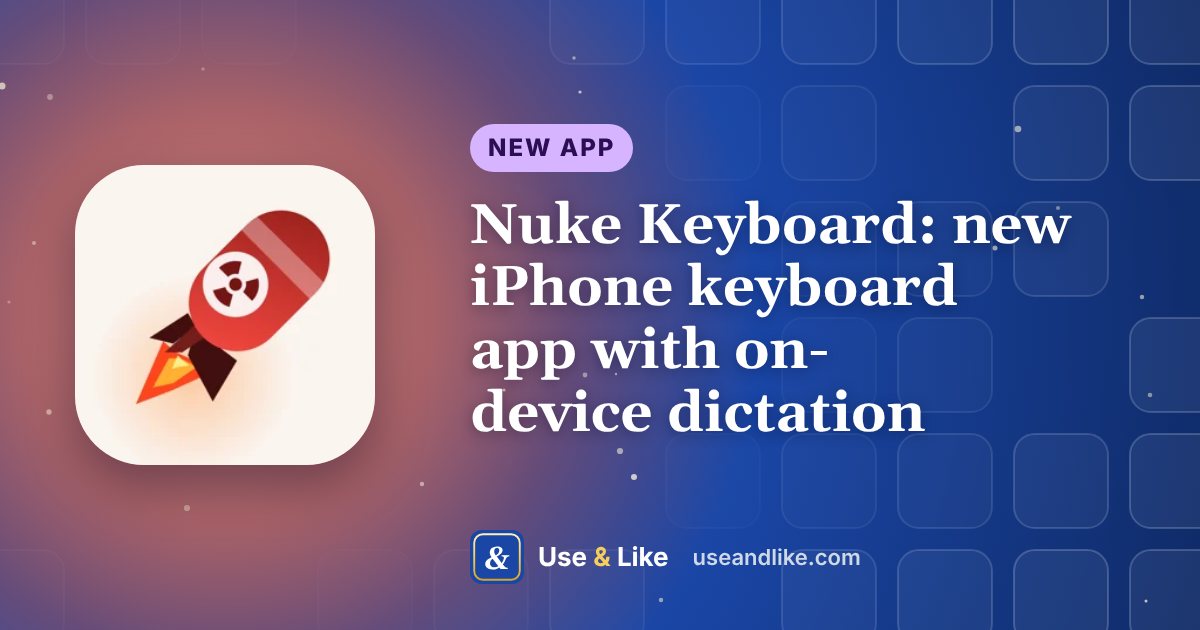 NEW APP
Nuke Keyboard: new
iPhone keyboard
app with on-
device dictation
& Use & Like useandlike.com